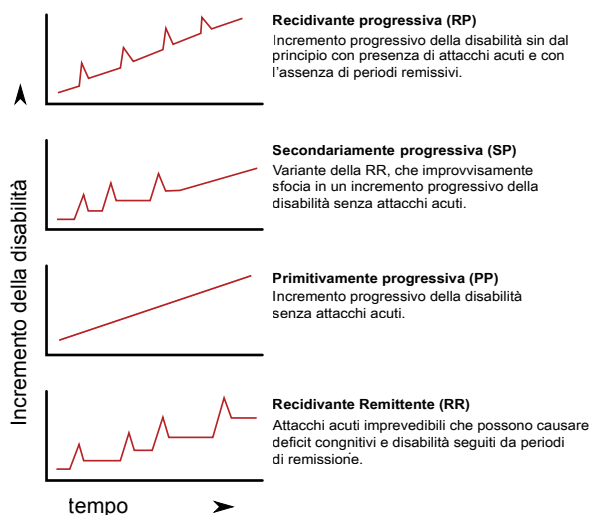 Recidivante progressiva (RP)
Incremento progressivo della disabilità sin dal
principio con presenza di attacchi acuti e con
l'assenza di periodi remissivi.
Secondariamente progressiva (SP)
Variante della RR, che improvvisamente
sfocia in un incremento progressivo della
disabilità senza attacchi acuti.
Primitivamente progressiva (PP)
Incremento progressivo della disabilità
senza attacchi acuti.
Recidivante Remittente (RR)
Attacchi acuti imprevedibili che possono causare
deficit congnitivi e disabilità seguiti da periodi
di remissione.
Incremento della disabilità
tempo